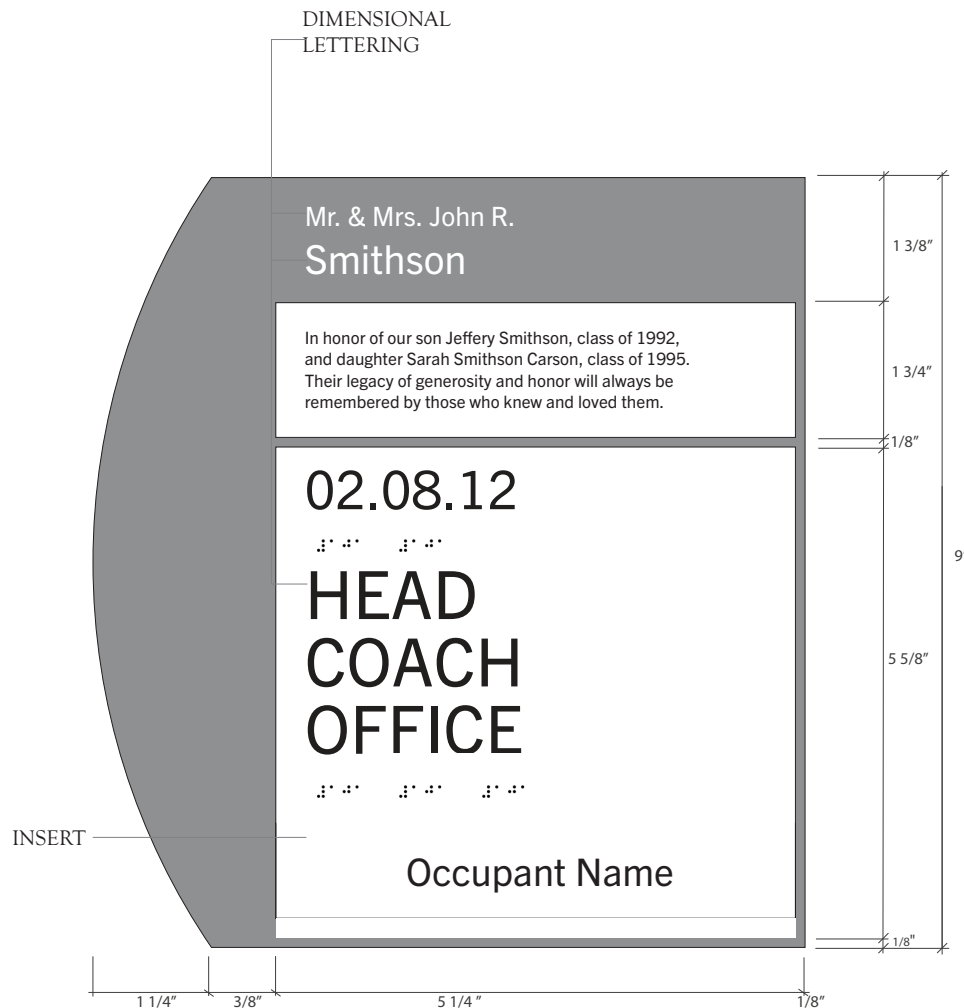 DIMENSIONAL
LETTERING
Mr. & Mrs. John R.
Smithson
1 3/8”
In honor of our son Jeffery Smithson, class of 1992,
and daughter Sarah Smithson Carson, class of 1995.
Their legacy of generosity and honor will always be
remembered by those who knew and loved them.
1 3/4”
1/8”
02.08.12
9
HEAD
COACH
OFFICE
5 5/8”
INSERT
Occupant Name
1/8"
1 1/4”
3/8”
5 1/4 ”
1/8”